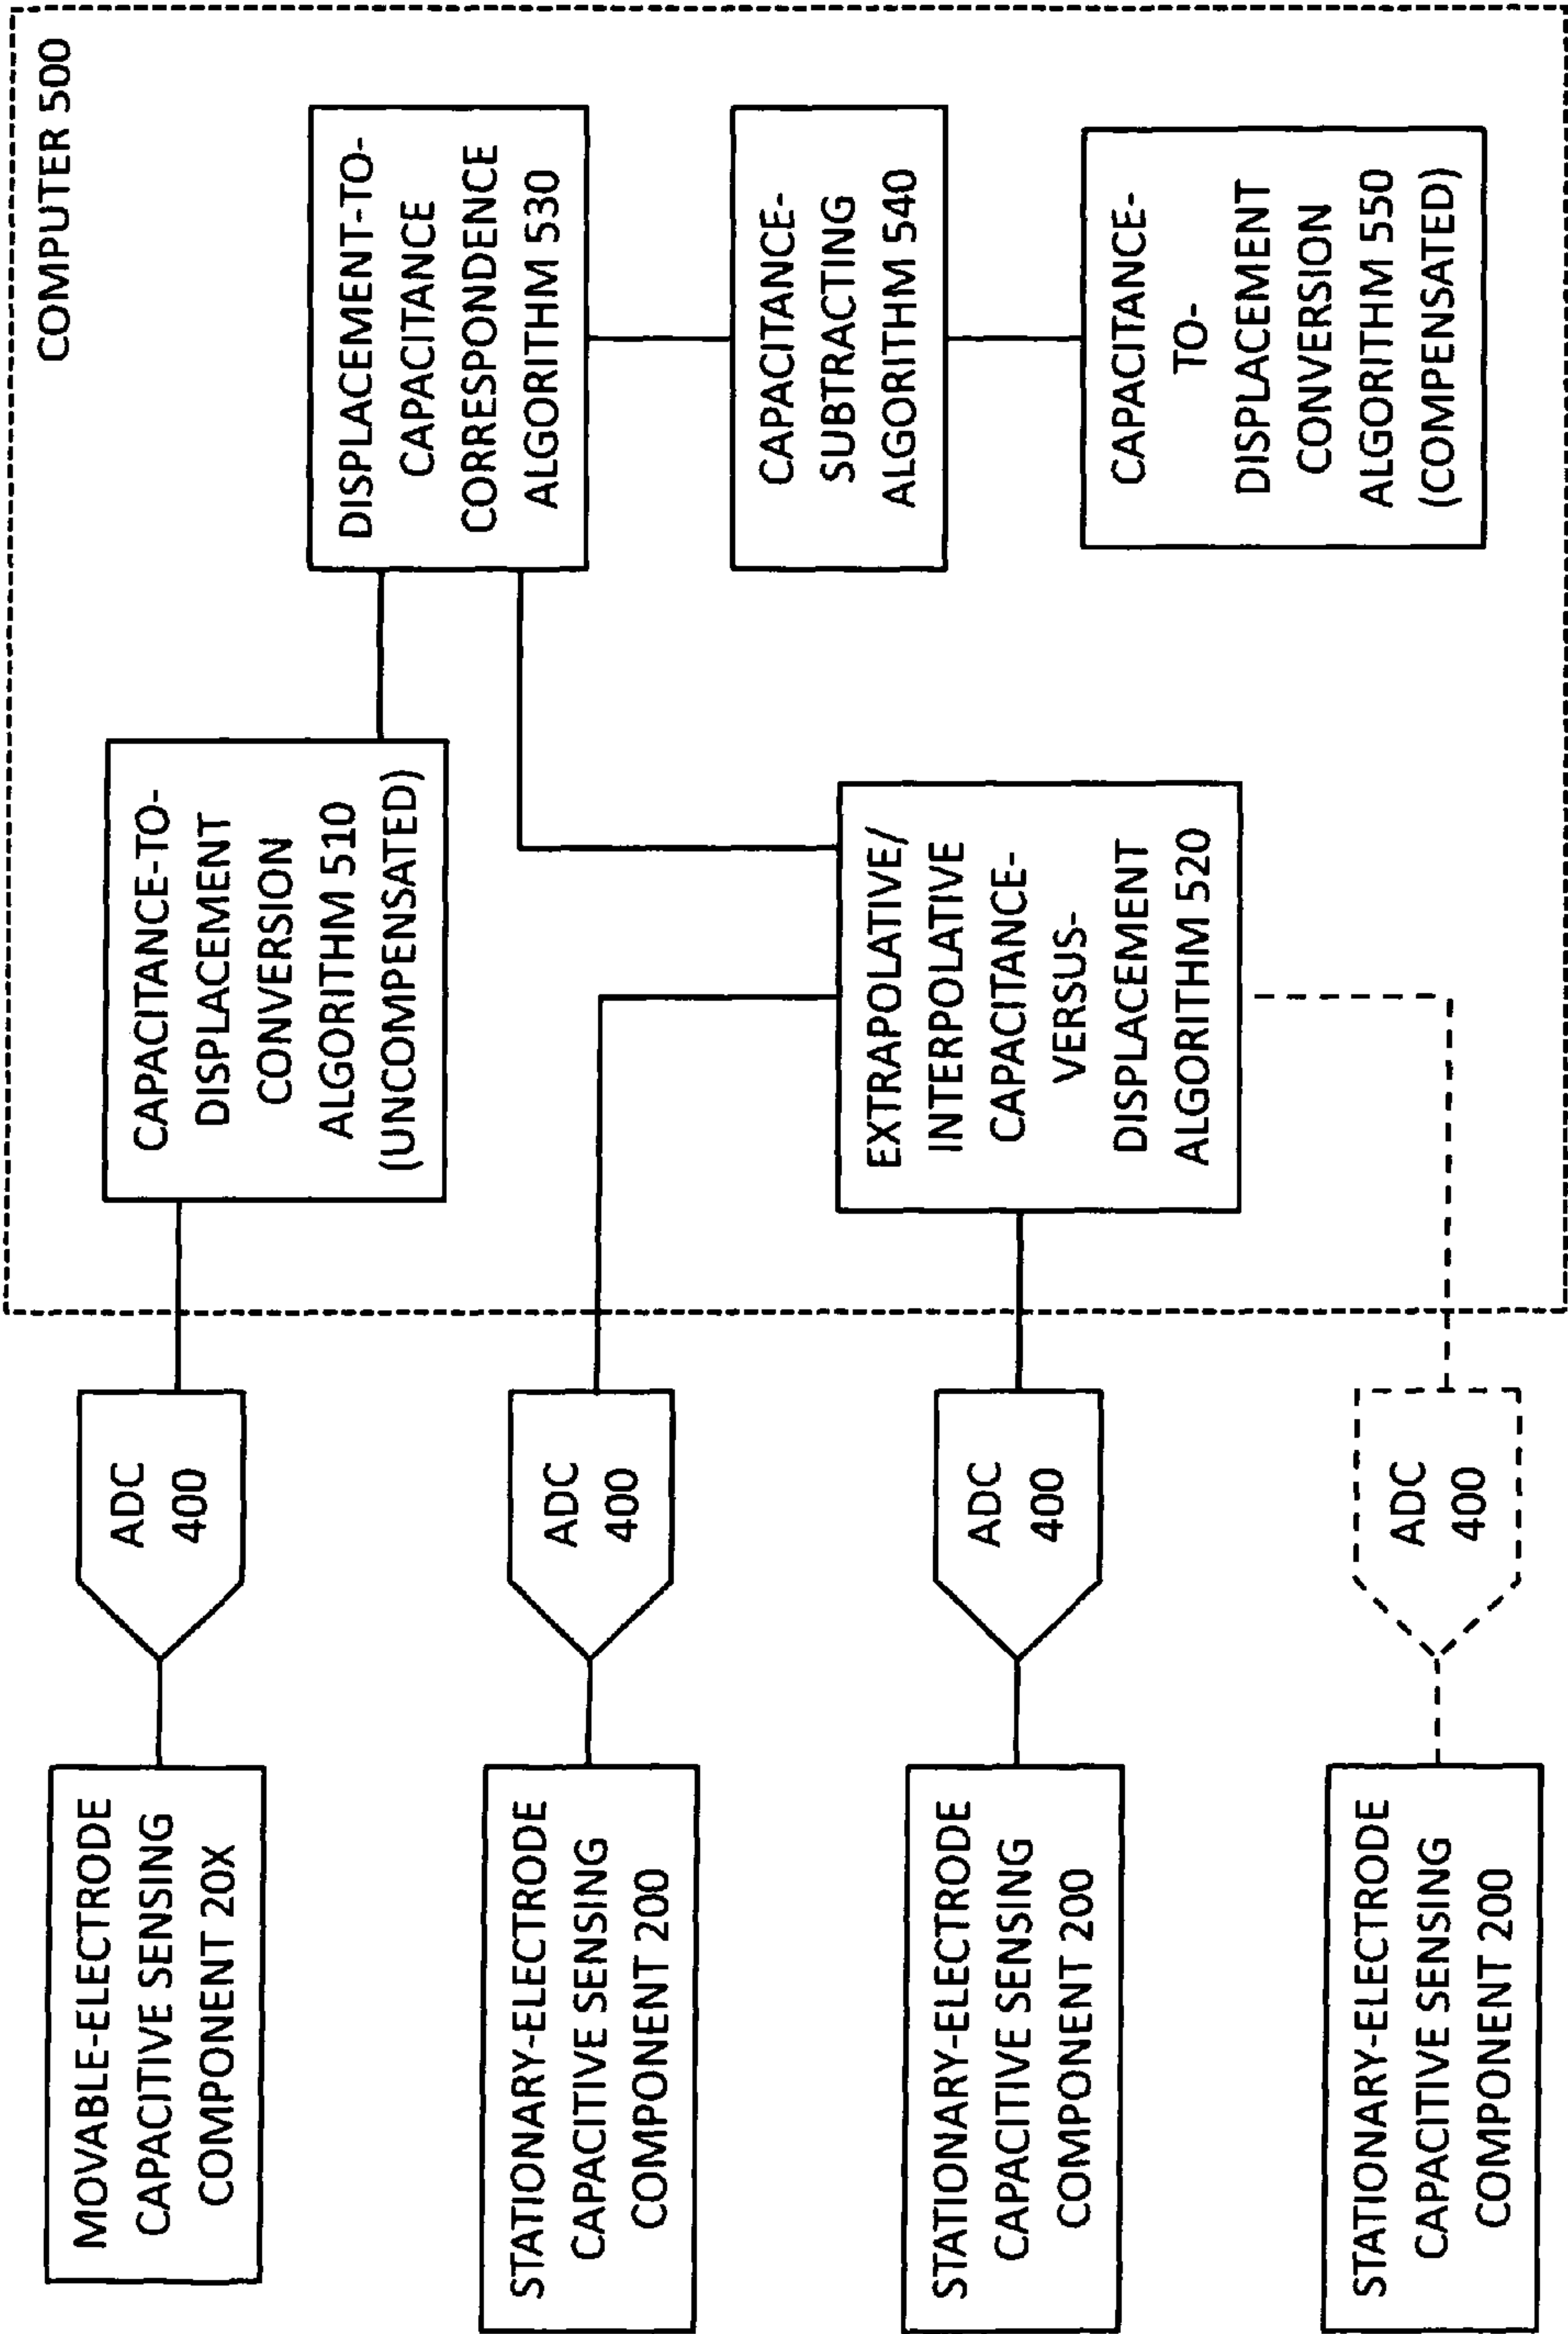 COMPUTER 500
MOVABLE-ELECTRODE
CAPACITIVE SENSING
COMPONENT 20X
ADC
400
CAPACITANCE-TO-
DISPLACEMENT
CONVERSION
ALGORITHM 510
(UNCOMPENSATED)
DISPLACEMENT-TO-
CAPACITANCE
CORRESPONDENCE
ALGORITHM 530
STATIONARY-ELECTRODE
CAPACITIVE SENSING
COMPONENT 200
ADC
400
CAPACITANCE-
SUBTRACTING
ALGORITHM 540
STATIONARY-ELECTRODE
CAPACITIVE SENSING
COMPONENT 200
ADC
400
EXTRAPOLATIVE/
INTERPOLATIVE
CAPACITANCE-
VERSUS-
DISPLACEMENT
ALGORITHM 520
CAPACITANCE-
TO-
DISPLACEMENT
CONVERSION
ALGORITHM 550
(COMPENSATED)
STATIONARY-ELECTRODE
CAPACITIVE SENSING
COMPONENT 200
ADC
400